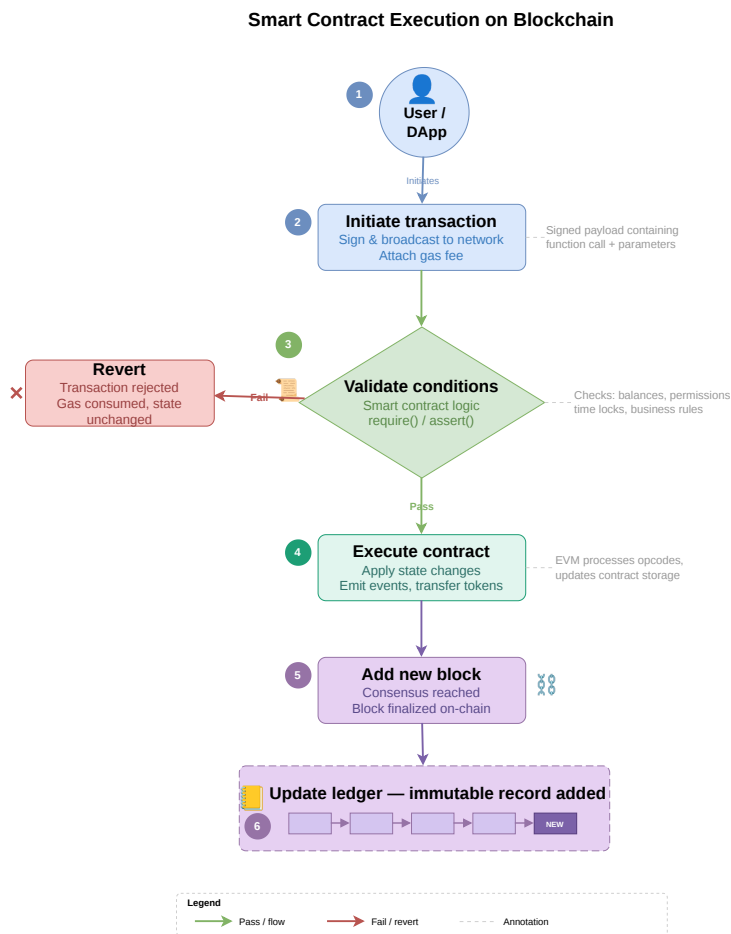 Smart Contract Execution on Blockchain
1
User /
DApp
Initiates
2
Initiate transaction
Sign & broadcast to network
Attach gas fee
Signed payload containing
function call + parameters
3
Revert
Transaction rejected
Gas consumed, state
unchanged
Fail
Validate conditions
Smart contract logic
require() / assert()
Checks: balances, permissions
time locks, business rules
Pass
4
Execute contract
Apply state changes
Emit events, transfer tokens
EVM processes opcodes,
updates contract storage
5
Add new block
Consensus reached
Block finalized on-chain
Update ledger — immutable record added
6
NEW
Legend
Pass / flow
Fail / revert
Annotation